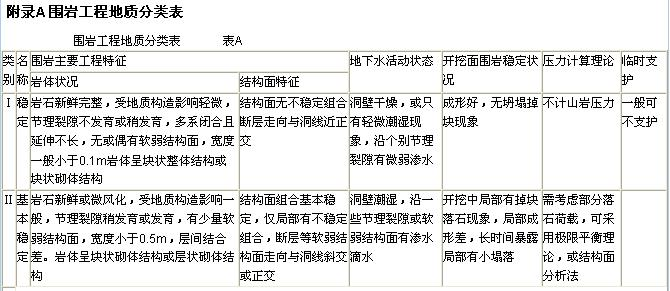 附录A围岩工程地质分类表
围岩工程地质分类表 表A
类别
名称
围岩主要工程特征
地下水活动状态
开挖面围岩稳定状况
压力计算理论
临时支护
岩体状况
结构面特征
I
稳定
岩石新鲜完整，受地质构造影响轻微，
节理裂隙不发育或稍发育，多系闭合且
延伸不长，无或偶有软弱结构面，宽度
一般小于0.1m岩体呈块状整体结构或
块状砌体结构
结构面无不稳定组合
断层走向与洞线近正
交
洞壁干燥，或只
有轻微潮湿现
象，沿个别节理
裂隙有微弱渗水
成形好，无坍塌掉
块现象
不计山岩压力
一般可
不支护
II
基本稳定
岩石新鲜或微风化，受地质构造影响一
般，节理裂隙稍发育或发育，有少量软
弱结构面，宽度小于0.5m，层间结合
差。岩体呈块状砌体结构或层状砌体结
构
结构面组合基本稳
定，仅局部有不稳定
组合，断层等软弱结
构面走向与洞线斜交
或正交
洞壁潮湿，沿一
些节理裂隙或软
弱结构面有渗水
滴水
开挖中局部有掉块
落石现象，局部成
形差，长时间暴露
局部有小塌落
需考虑部分落
石荷载，可采
用极限平衡理
论，或结构面
分析法